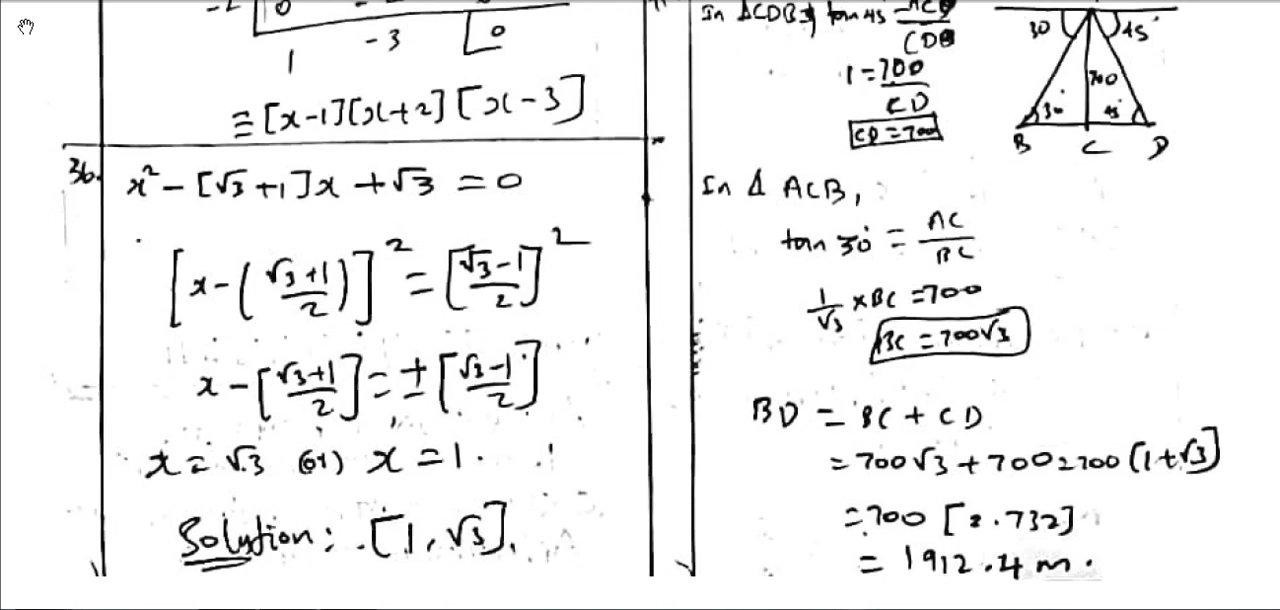 -2 0
1 -3 0
≡ [x-1][x+2][x-3]
36. x² - [√3+1]x + √3 = 0
[x - (√3+1/2)]² = [√3-1/2]²
x - [√3+1/2] = ± [√3-1/2]
x = √3 (or) x = 1.
Solution: [1, √3].
In ΔCDB ⇒ tan 45 = AC/CD
1 = 700/CD
CD = 700
30 45°
700
30° 45°
B C D
In Δ ACB,
tan 30° = AC/BC
1/√3 × BC = 700
BC = 700√3
BD = BC + CD
= 700√3 + 700 = 700(1+√3]
= 700 [2.732]
= 1912.4 m.